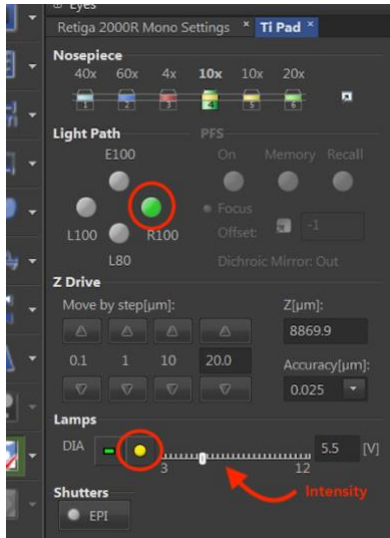 Eyes
Retiga 2000R Mono Settings × Ti Pad ×
Nosepiece
40x 60x 4x 10x 10x 20x
1 2 3 4 5 6
Light Path PFS
E100 On Memory Recall
Focus
L100 R100 Offset: -1
L80 Dichroic Mirror: Out
Z Drive
Move by step[µm]: Z[µm]:
8869.9
0.1 1 10 20.0 Accuracy[µm]:
0.025
Lamps
DIA 5.5 [V]
3 12
Intensity
Shutters
EPI